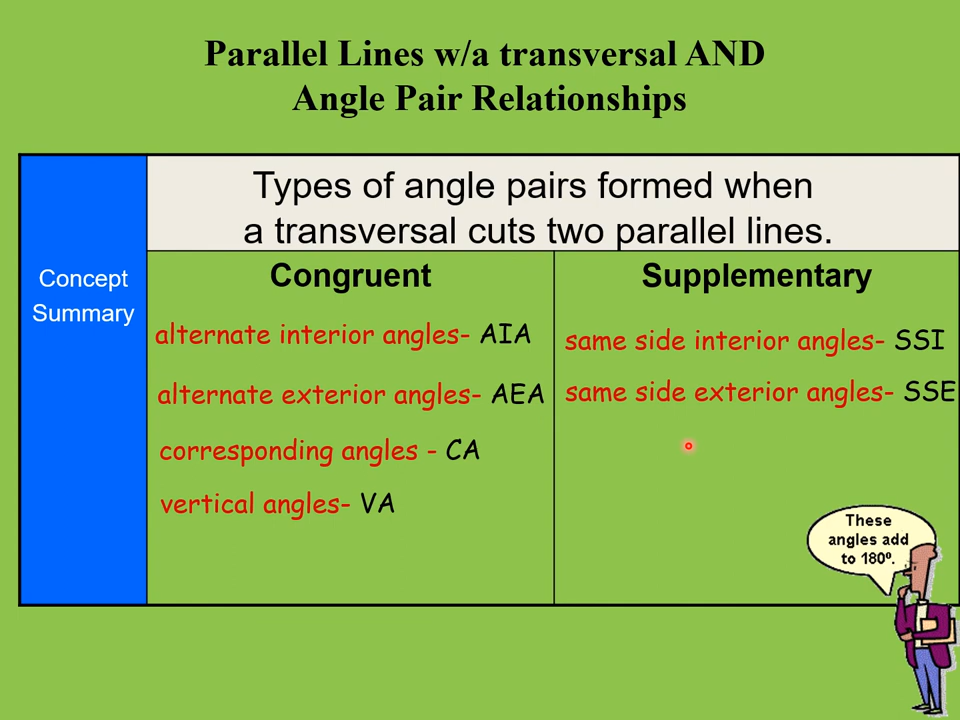 Parallel Lines w/a transversal AND
Angle Pair Relationships
Concept
Summary
Types of angle pairs formed when
a transversal cuts two parallel lines.
Congruent
alternate interior angles- AIA
alternate exterior angles- AEA
corresponding angles - CA
vertical angles- VA
Supplementary
same side interior angles- SSI
same side exterior angles- SSE
These
angles add
to 180º.